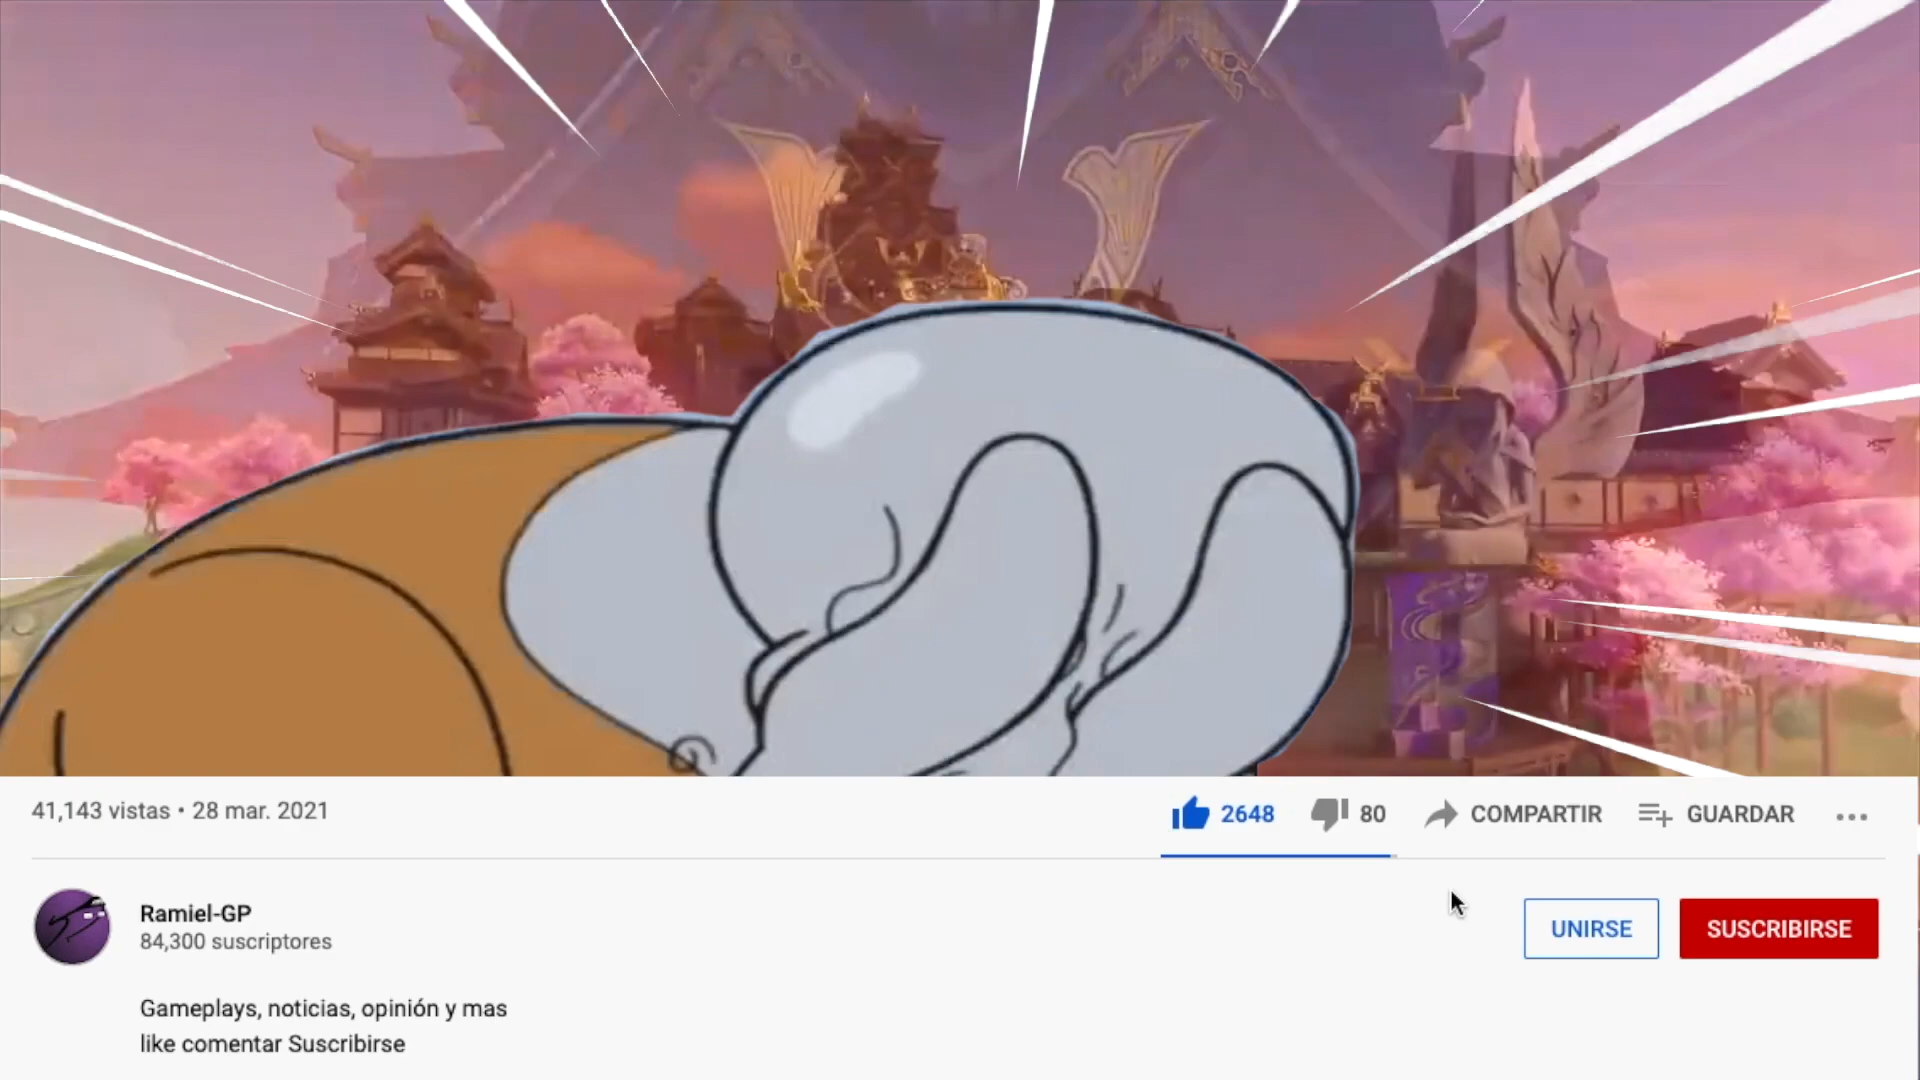 41,143 vistas • 28 mar. 2021
2648
80
COMPARTIR
GUARDAR
Ramiel-GP
84,300 suscriptores
UNIRSE
SUSCRIBIRSE
Gameplays, noticias, opinión y mas
like comentar Suscribirse